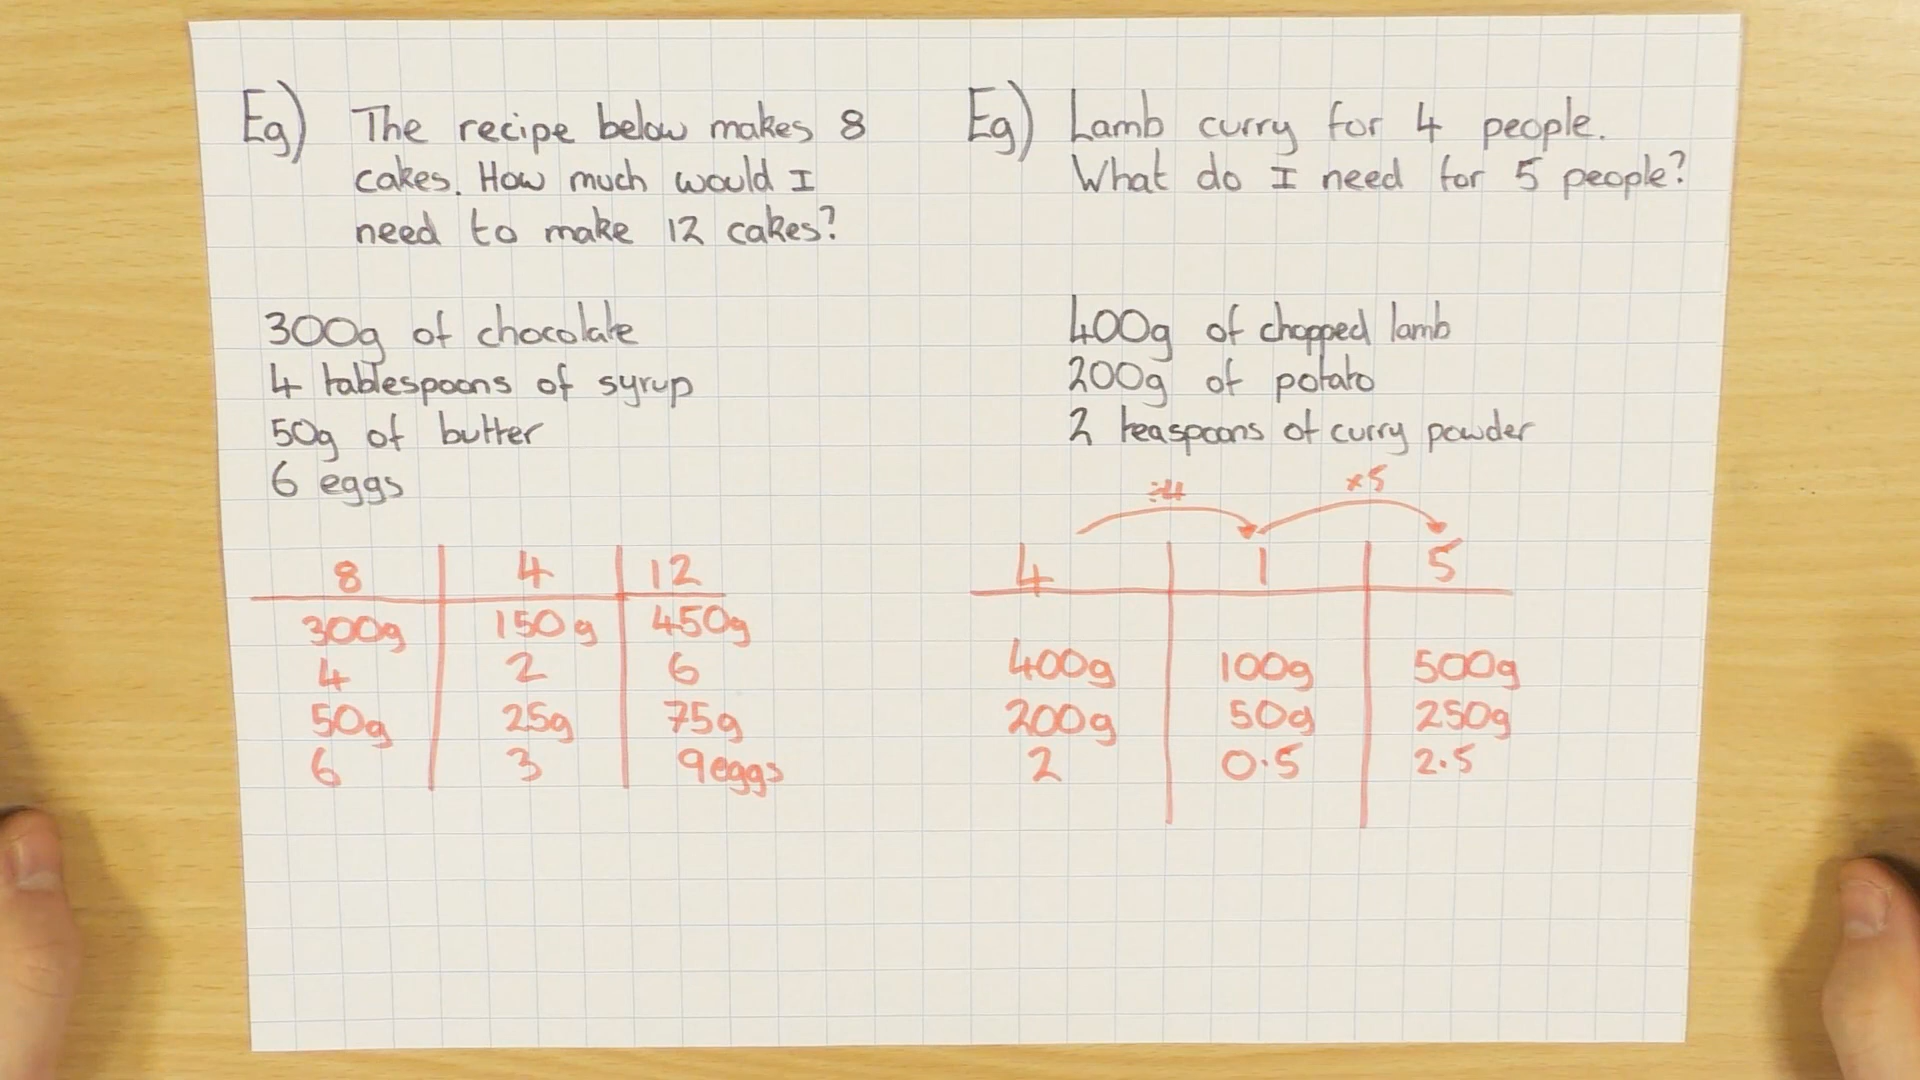 Eg) The recipe below makes 8
cakes. How much would I
need to make 12 cakes?
300g of chocolate
4 tablespoons of syrup
50g of butter
6 eggs
8 4 12
300g 150g 450g
4 2 6
50g 25g 75g
6 3 9eggs
Eg) Lamb curry for 4 people.
What do I need for 5 people?
400g of chopped lamb
200g of potato
2 teaspoons of curry powder
÷4 ×5
4 1 5
400g 100g 500g
200g 50g 250g
2 0.5 2.5